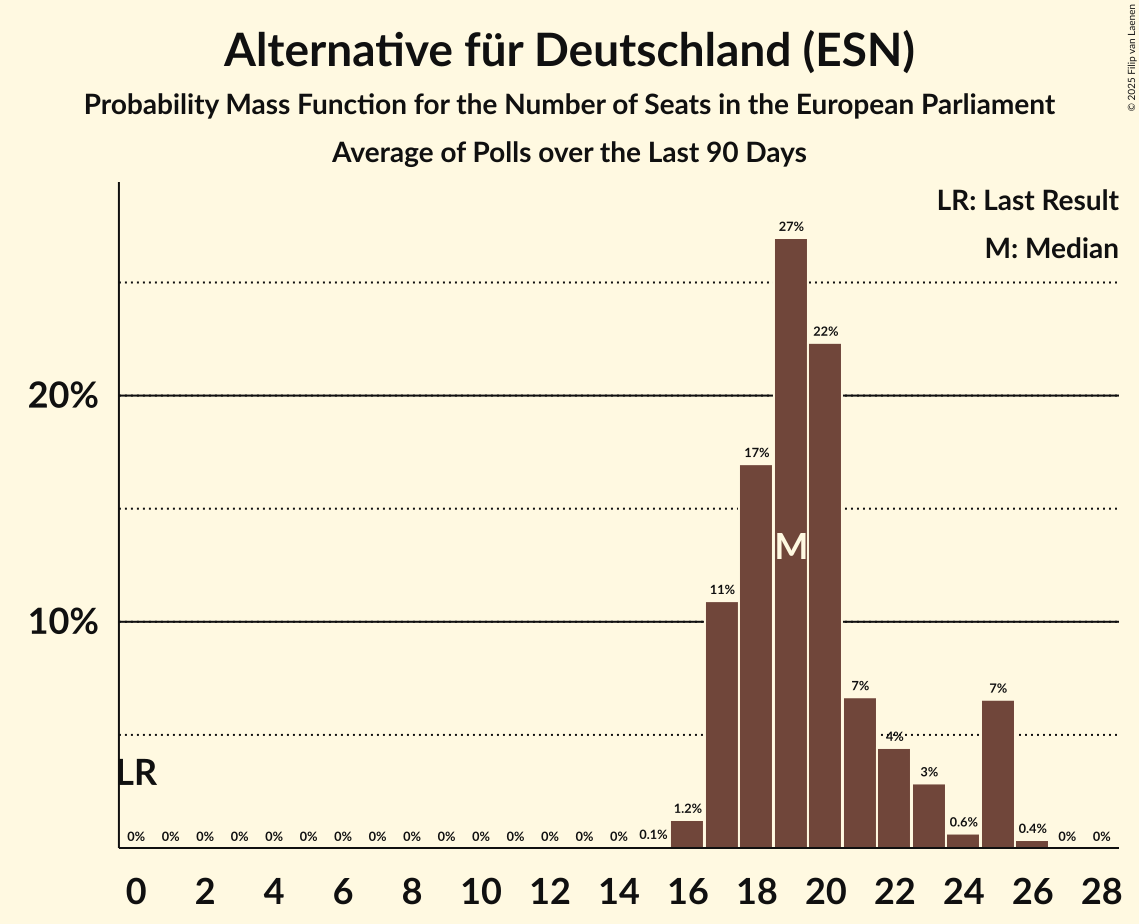 Alternative für Deutschland (ESN)
Probability Mass Function for the Number of Seats in the European Parliament
Average of Polls over the Last 90 Days
© 2025 Filip van Laenen
LR: Last Result
M: Median
20%
10%
0% 0% 0% 0% 0% 0% 0% 0% 0% 0% 0% 0% 0% 0% 0% 0.1% 1.2% 11% 17% 27% 22% 7% 4% 3% 0.6% 7% 0.4% 0% 0%
LR
M
0 2 4 6 8 10 12 14 16 18 20 22 24 26 28